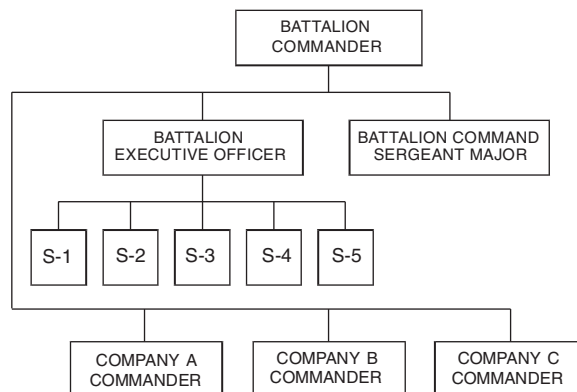 BATTALION
COMMANDER
BATTALION
EXECUTIVE OFFICER
BATTALION COMMAND
SERGEANT MAJOR
S-1
S-2
S-3
S-4
S-5
COMPANY A
COMMANDER
COMPANY B
COMMANDER
COMPANY C
COMMANDER